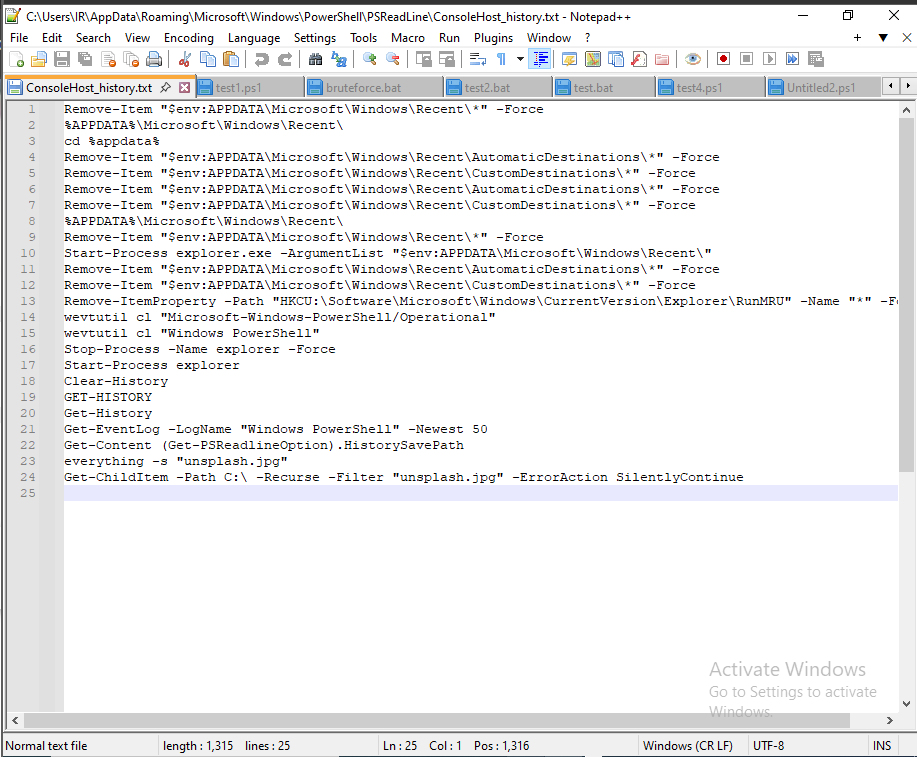 C:\Users\IR\AppData\Roaming\Microsoft\Windows\PowerShell\PSReadLine\ConsoleHost_history.txt - Notepad++
File Edit Search View Encoding Language Settings Tools Macro Run Plugins Window ? + ▼ ✕
ConsoleHost_history.txt test1.ps1 bruteforce.bat test2.bat test.bat test4.ps1 Untitled2.ps1
1 Remove-Item "$env:APPDATA\Microsoft\Windows\Recent\*" -Force
2 %APPDATA%\Microsoft\Windows\Recent\
3 cd %appdata%
4 Remove-Item "$env:APPDATA\Microsoft\Windows\Recent\AutomaticDestinations\*" -Force
5 Remove-Item "$env:APPDATA\Microsoft\Windows\Recent\CustomDestinations\*" -Force
6 Remove-Item "$env:APPDATA\Microsoft\Windows\Recent\AutomaticDestinations\*" -Force
7 Remove-Item "$env:APPDATA\Microsoft\Windows\Recent\CustomDestinations\*" -Force
8 %APPDATA%\Microsoft\Windows\Recent\
9 Remove-Item "$env:APPDATA\Microsoft\Windows\Recent\*" -Force
10 Start-Process explorer.exe -ArgumentList "$env:APPDATA\Microsoft\Windows\Recent\"
11 Remove-Item "$env:APPDATA\Microsoft\Windows\Recent\AutomaticDestinations\*" -Force
12 Remove-Item "$env:APPDATA\Microsoft\Windows\Recent\CustomDestinations\*" -Force
13 Remove-ItemProperty -Path "HKCU:\Software\Microsoft\Windows\CurrentVersion\Explorer\RunMRU" -Name "*" -F
14 wevtutil cl "Microsoft-Windows-PowerShell/Operational"
15 wevtutil cl "Windows PowerShell"
16 Stop-Process -Name explorer -Force
17 Start-Process explorer
18 Clear-History
19 GET-HISTORY
20 Get-History
21 Get-EventLog -LogName "Windows PowerShell" -Newest 50
22 Get-Content (Get-PSReadlineOption).HistorySavePath
23 everything -s "unsplash.jpg"
24 Get-ChildItem -Path C:\ -Recurse -Filter "unsplash.jpg" -ErrorAction SilentlyContinue
25
Activate Windows
Go to Settings to activate
Windows.
Normal text file length : 1,315 lines : 25 Ln : 25 Col : 1 Pos : 1,316 Windows (CR LF) UTF-8 INS